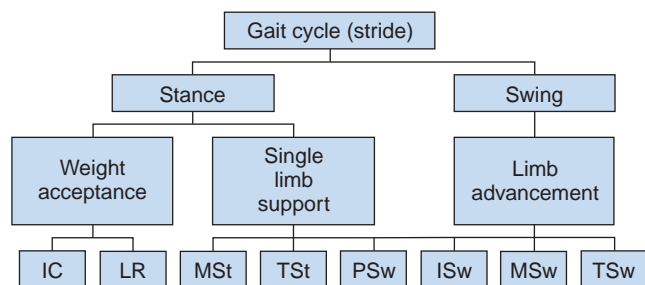 Gait cycle (stride)
Stance
Swing
Weight
acceptance
Single
limb
support
Limb
advancement
IC
LR
MSt
TSt
PSw
ISw
MSw
TSw